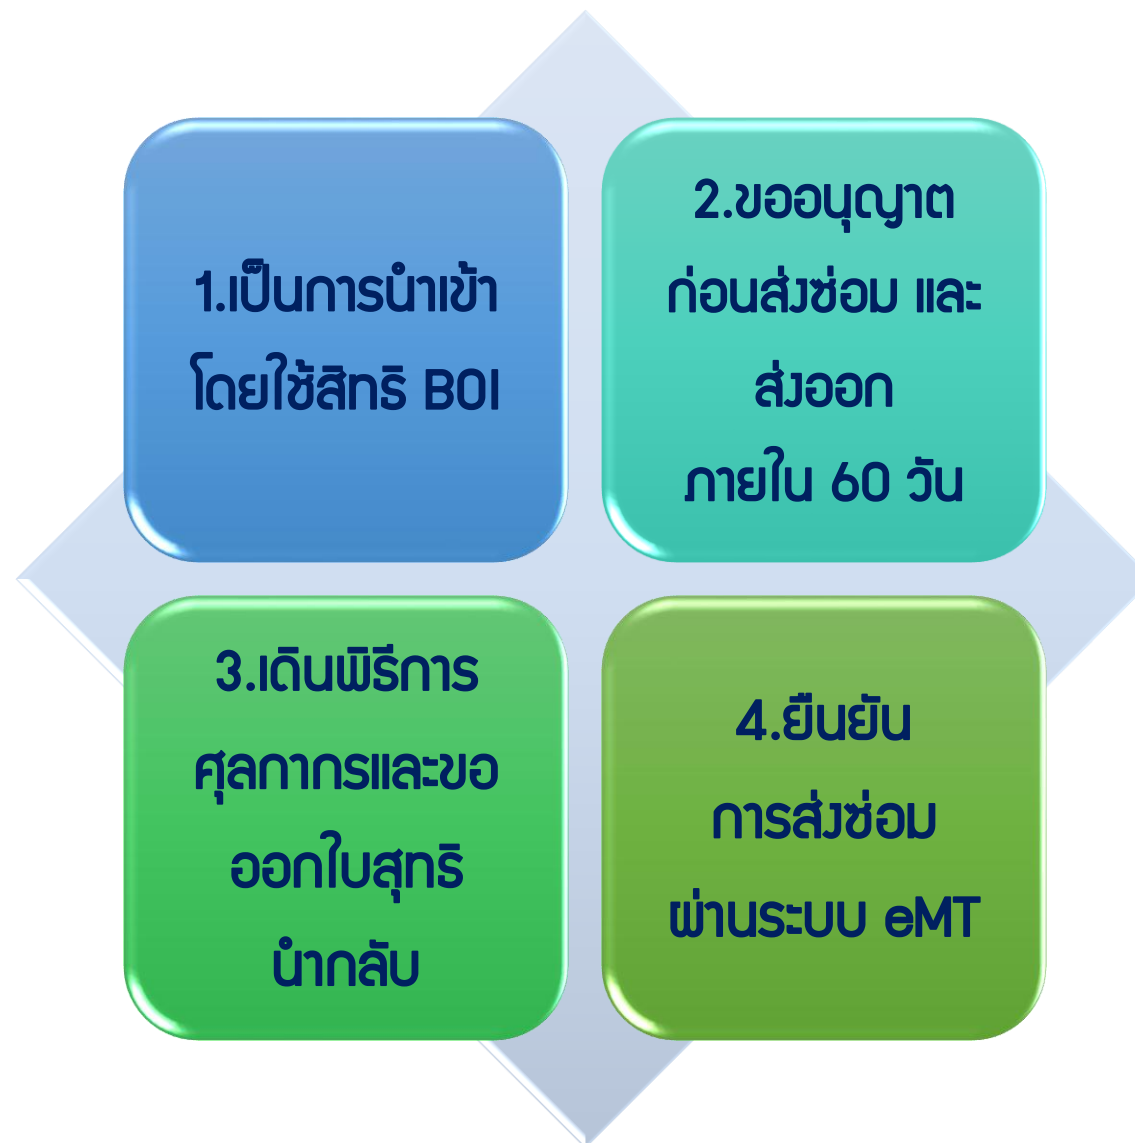 1.เป็นการนำเข้า
โดยใช้สิทธิ BOI
2.ขออนุญาต
ก่อนส่งซ่อม และ
ส่งออก
ภายใน 60 วัน
3.เดินพิธีการ
ศุลกากรและขอ
ออกใบสุทธิ
นำกลับ
4.ยืนยัน
การส่งซ่อม
ผ่านระบบ eMT